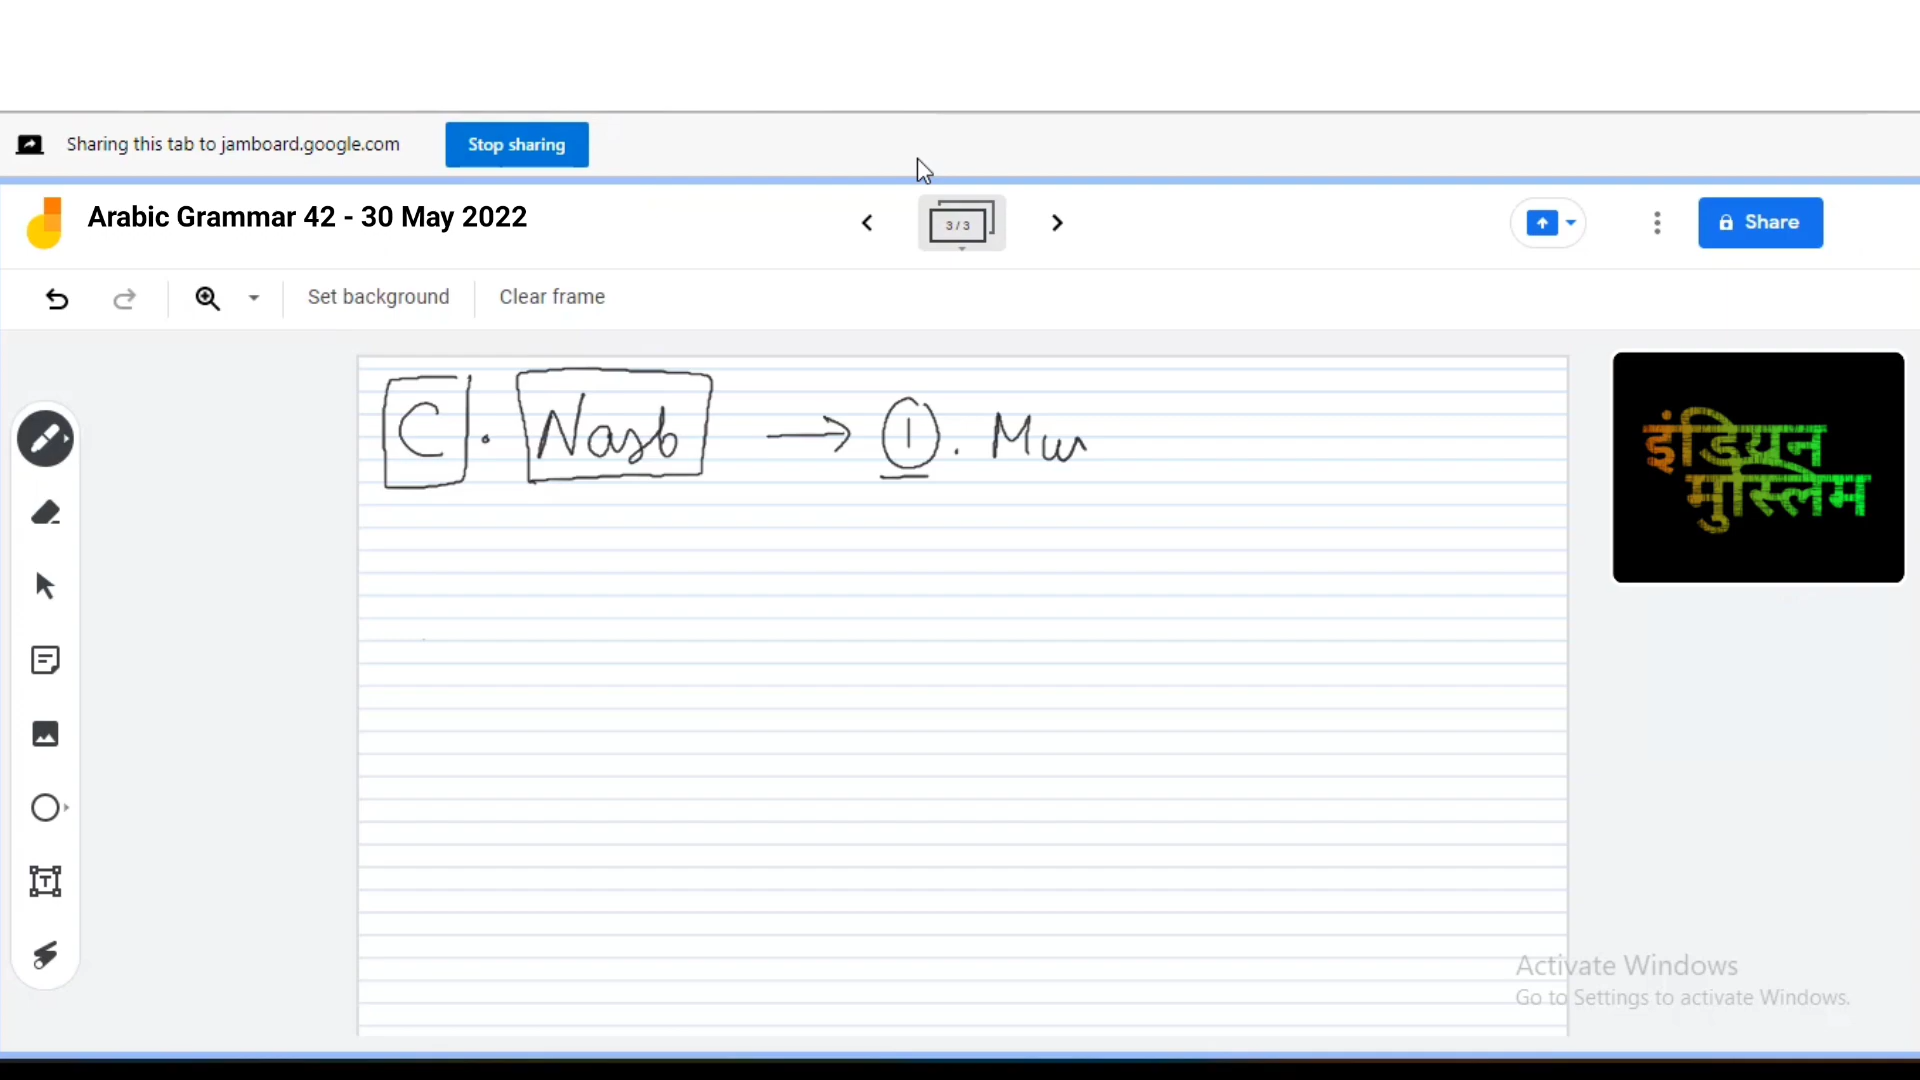 Sharing this tab to jamboard.google.com Stop sharing
Arabic Grammar 42 - 30 May 2022
3 / 3
Share
Set background Clear frame
C. Nasb → 1. Mun
इंडियन
मुस्लिम
T
Activate Windows
Go to Settings to activate Windows.